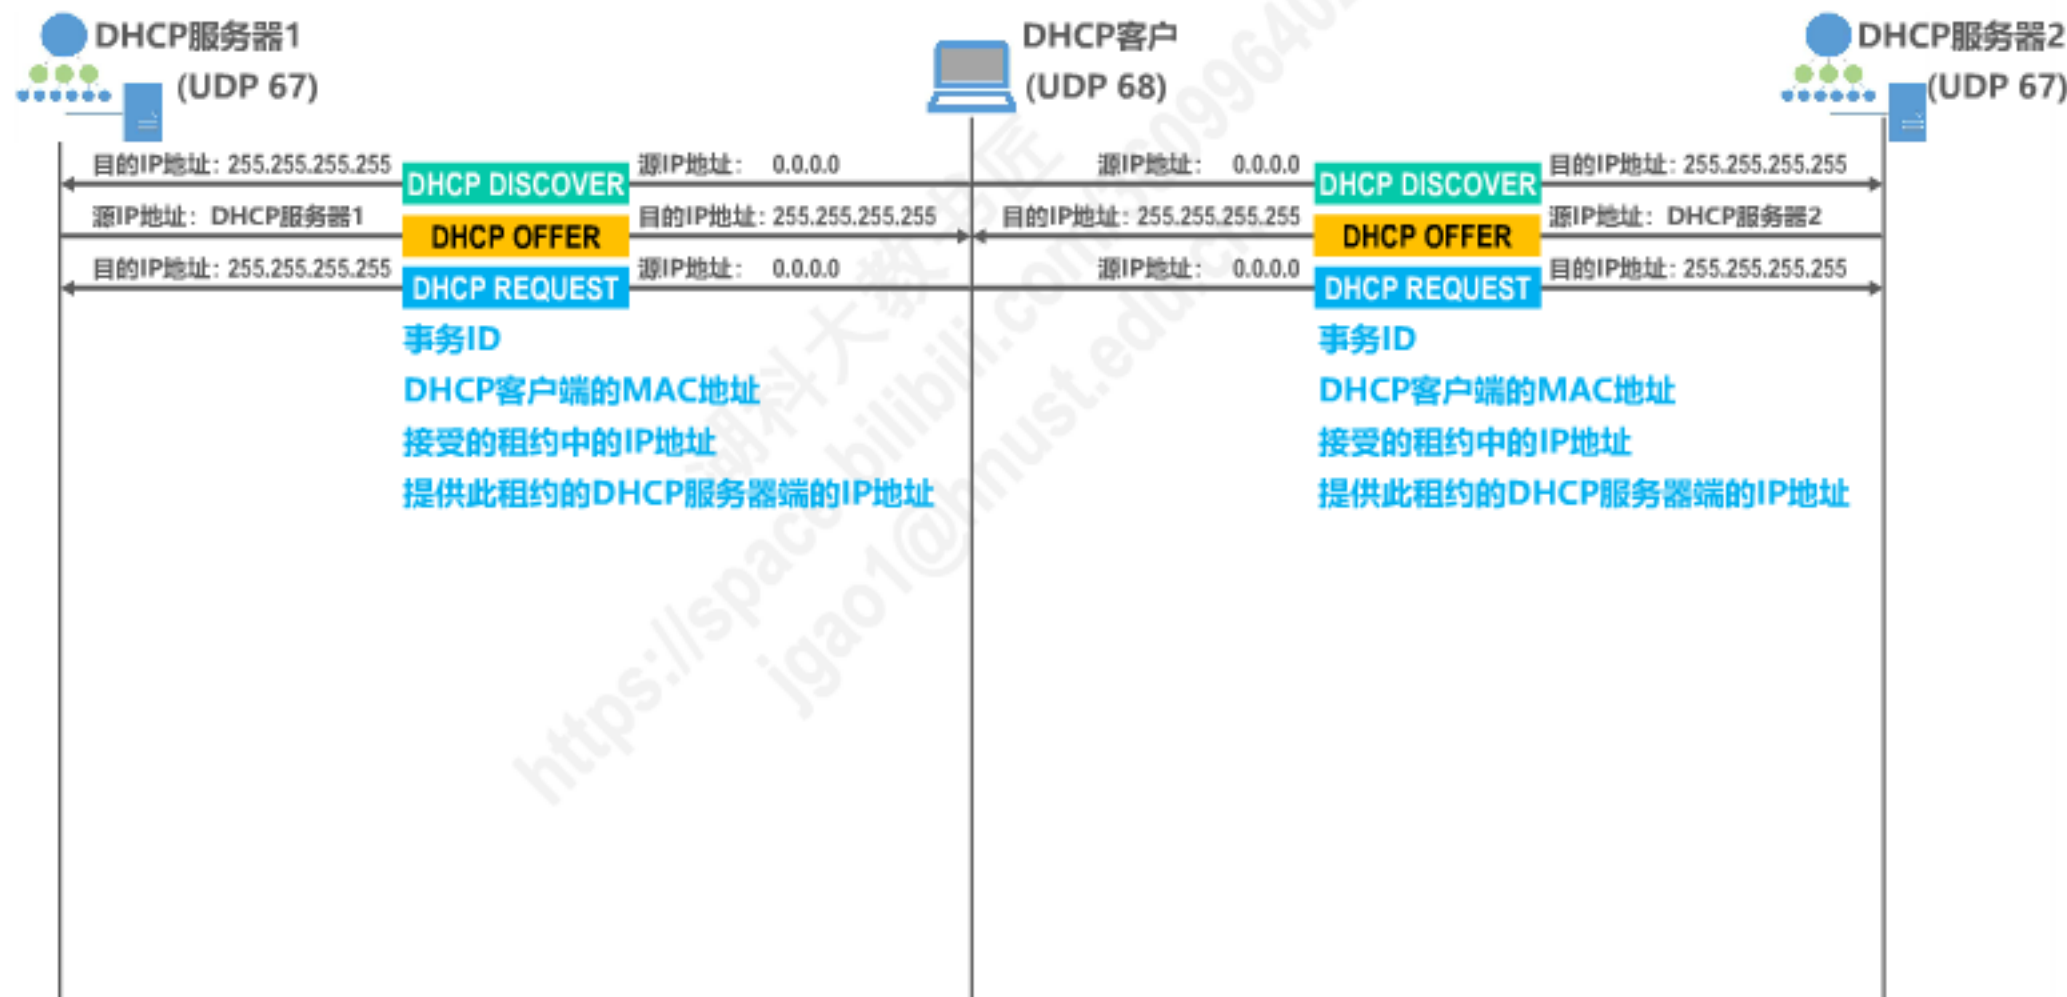 DHCP服务器1
(UDP 67)
DHCP客户
(UDP 68)
DHCP服务器2
(UDP 67)
目的IP地址: 255.255.255.255 DHCP DISCOVER 源IP地址: 0.0.0.0 源IP地址: 0.0.0.0 DHCP DISCOVER 目的IP地址: 255.255.255.255
源IP地址: DHCP服务器1 DHCP OFFER 目的IP地址: 255.255.255.255 目的IP地址: 255.255.255.255 DHCP OFFER 源IP地址: DHCP服务器2
目的IP地址: 255.255.255.255 DHCP REQUEST 源IP地址: 0.0.0.0 源IP地址: 0.0.0.0 DHCP REQUEST 目的IP地址: 255.255.255.255
事务ID
DHCP客户端的MAC地址
接受的租约中的IP地址
提供此租约的DHCP服务器端的IP地址
事务ID
DHCP客户端的MAC地址
接受的租约中的IP地址
提供此租约的DHCP服务器端的IP地址
湖科大教书匠
jgao1@hnust.edu.cn